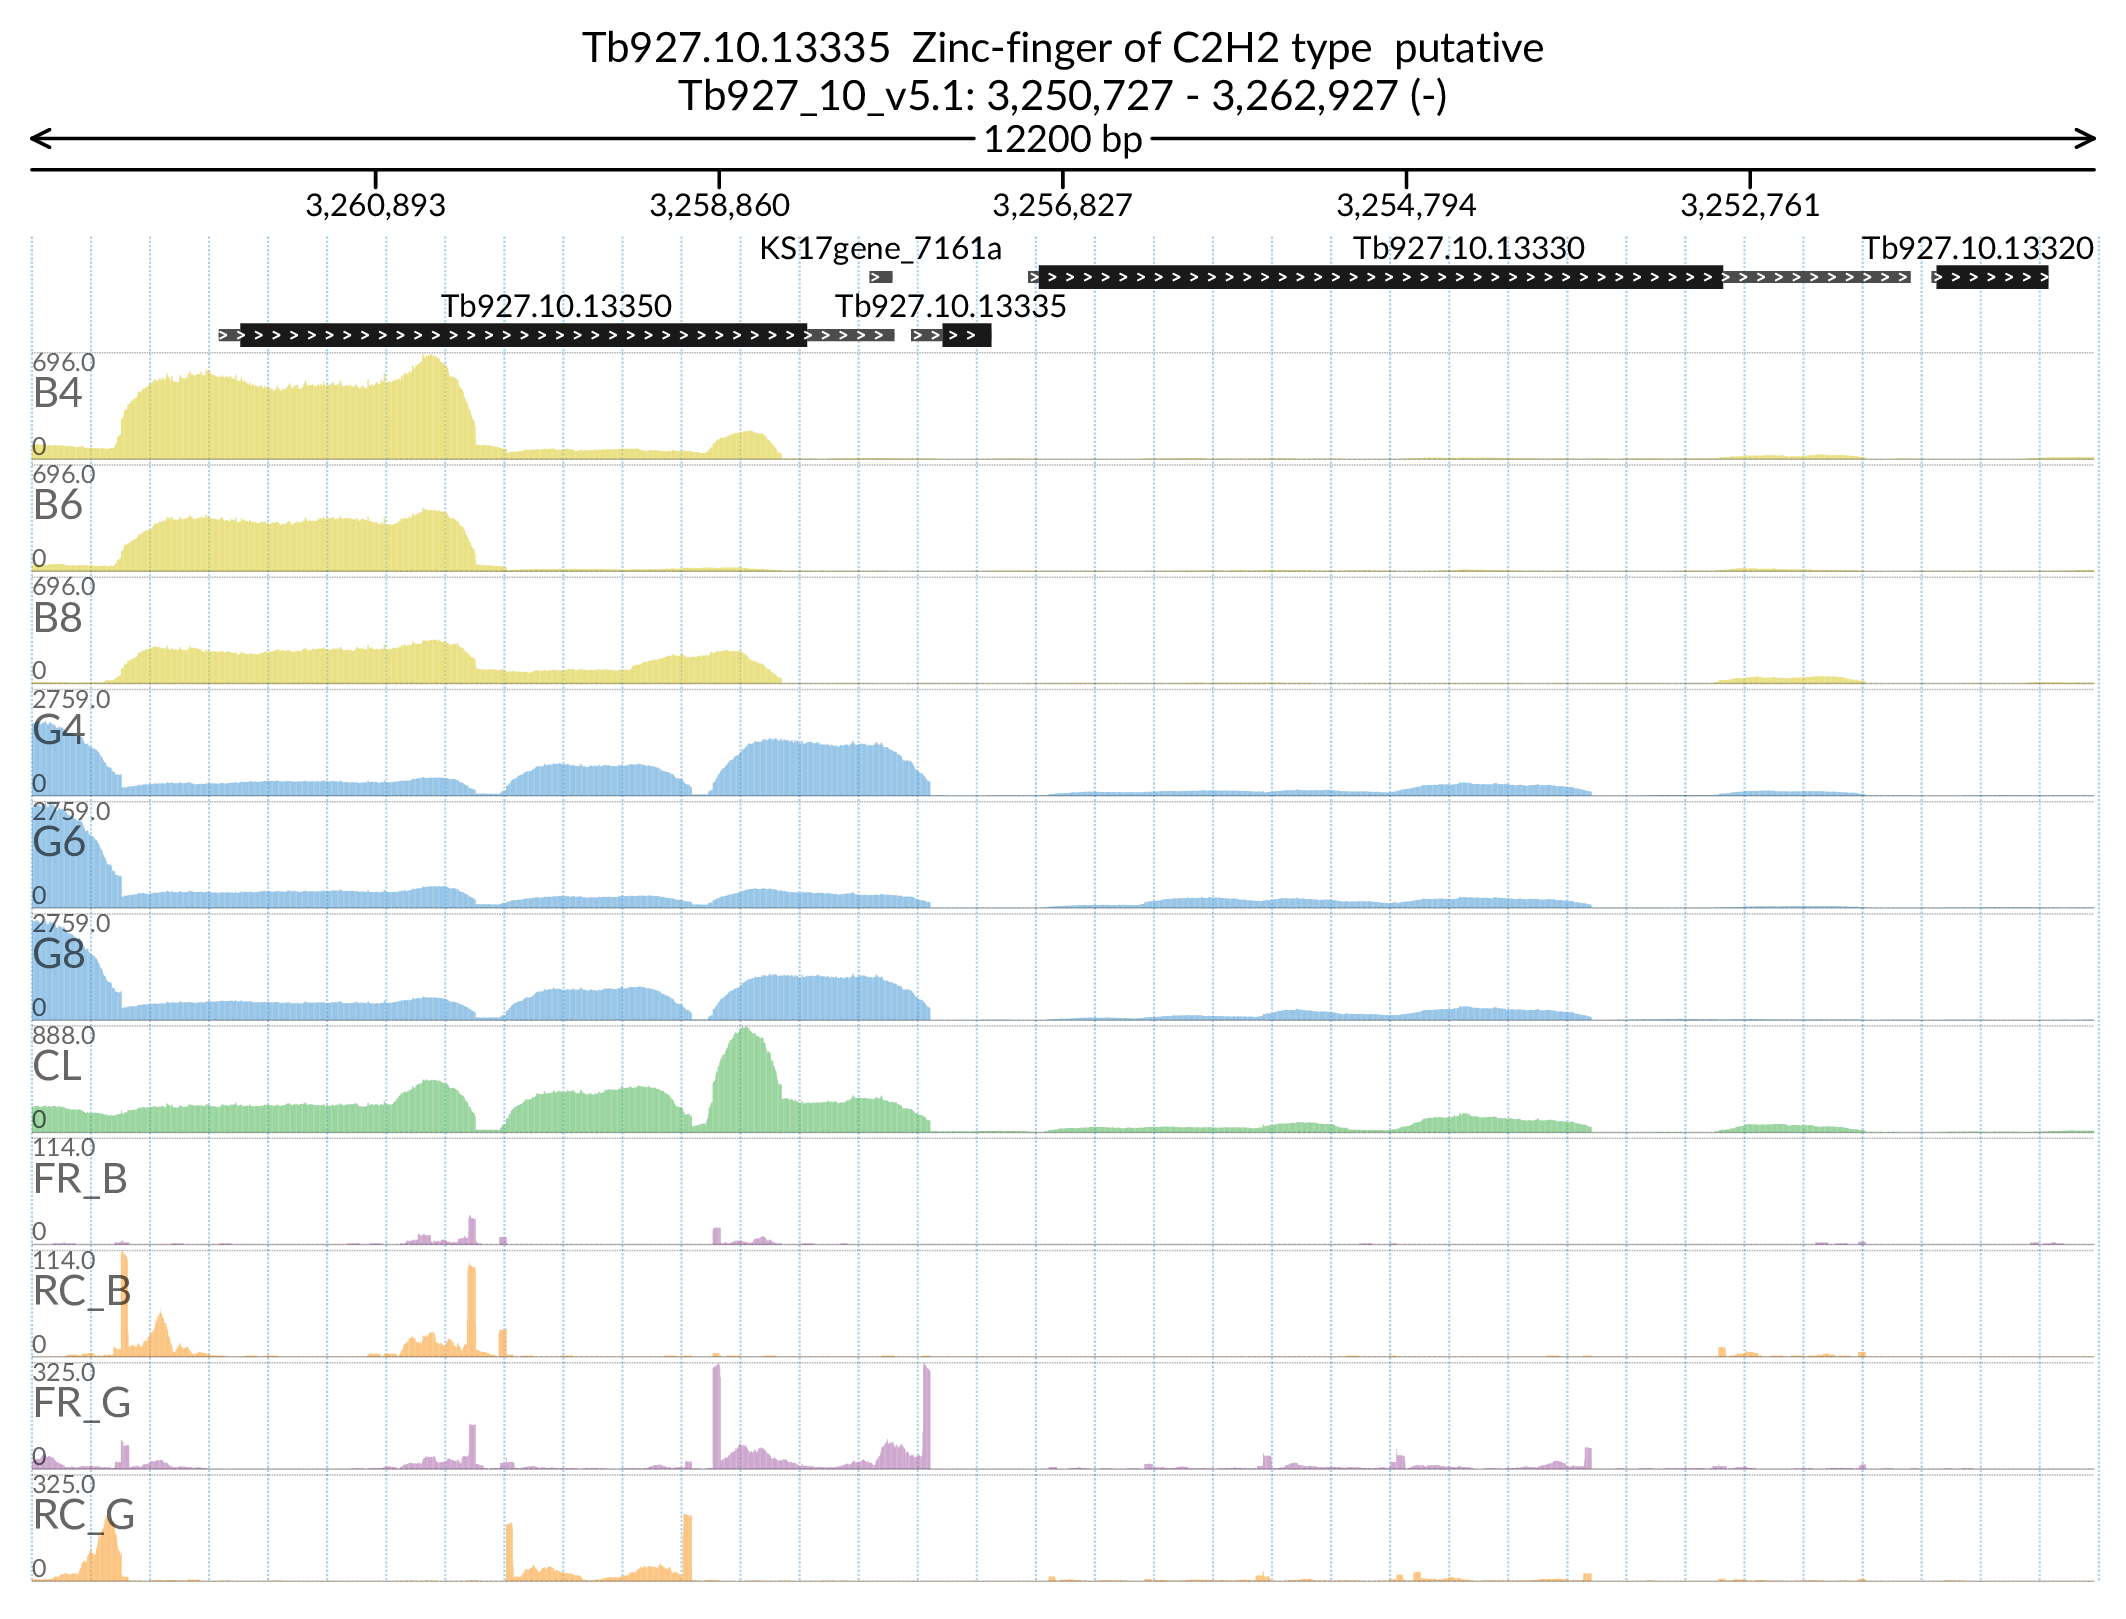 Tb927.10.13335  Zinc-finger of C2H2 type  putative
Tb927_10_v5.1: 3,250,727 - 3,262,927 (-)
12200 bp
3,260,893 3,258,860 3,256,827 3,254,794 3,252,761
KS17gene_7161a Tb927.10.13330 Tb927.10.13320
Tb927.10.13350 Tb927.10.13335
696.0
B4
0
696.0
B6
0
696.0
B8
0
2759.0
G4
0
2759.0
G6
0
2759.0
G8
0
888.0
CL
0
114.0
FR_B
0
114.0
RC_B
0
325.0
FR_G
0
325.0
RC_G
0